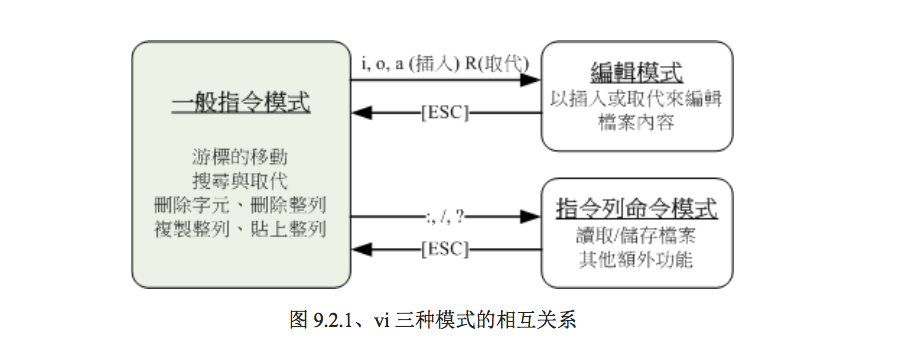 一般指令模式
游標的移動
搜尋與取代
刪除字元、刪除整列
複製整列、貼上整列
i, o, a (插入) R(取代)
[ESC]
編輯模式
以插入或取代來編輯
檔案內容
:, /, ?
[ESC]
指令列命令模式
讀取/儲存檔案
其他額外功能
图 9.2.1、vi 三种模式的相互关系